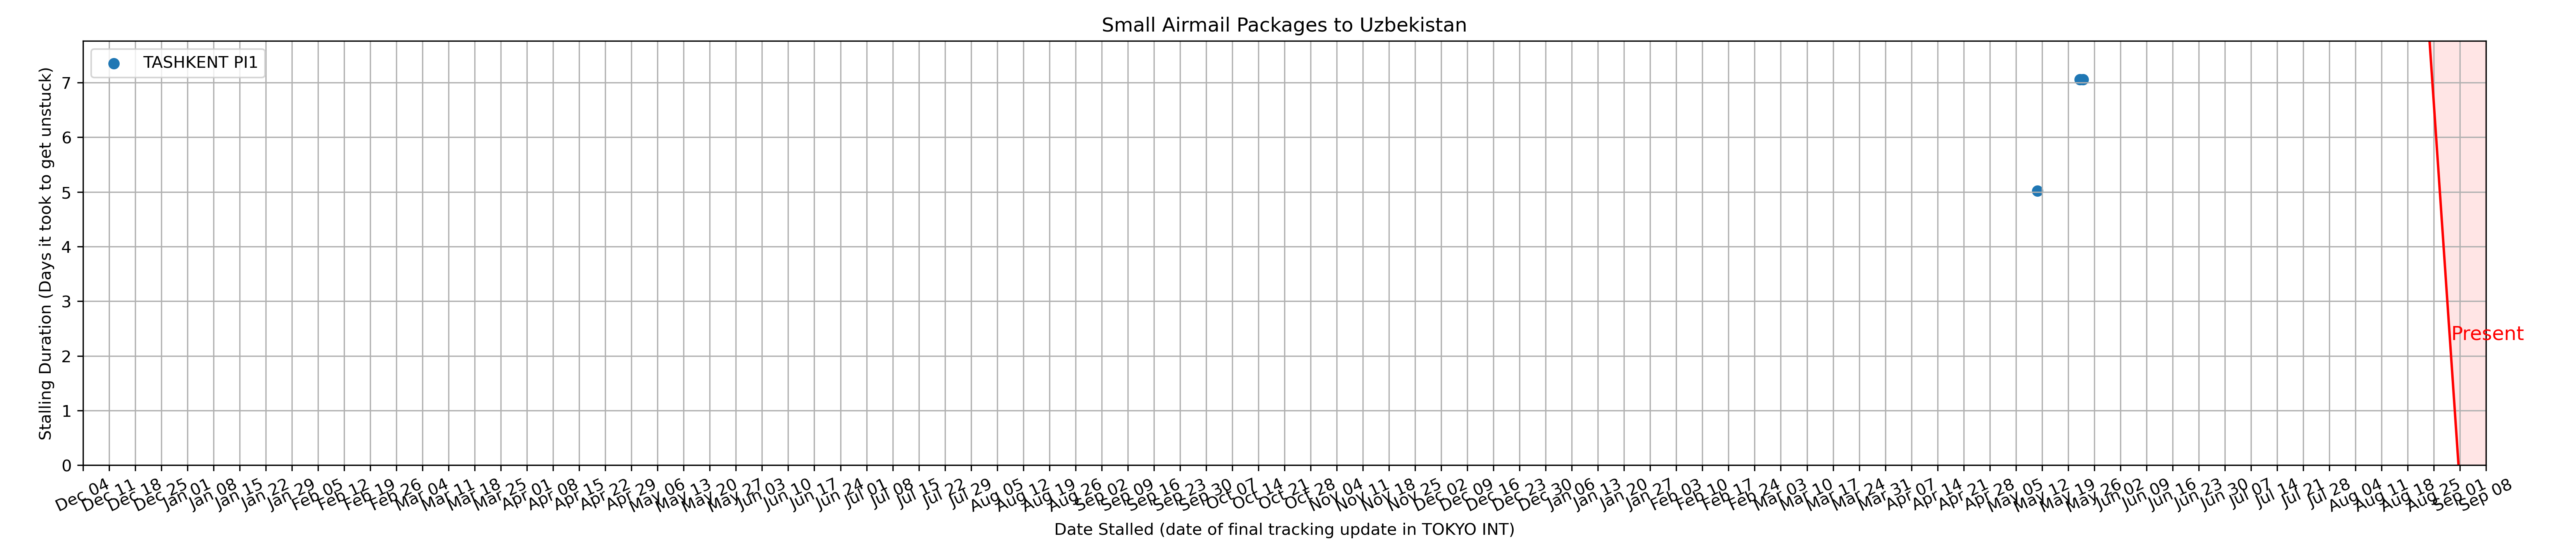 Small Airmail Packages to Uzbekistan
TASHKENT PI1
Stalling Duration (Days it took to get unstuck)
7
6
5
4
3
2
1
0
Present
Dec 04 Dec 11 Dec 18 Dec 25 Jan 01 Jan 08 Jan 15 Jan 22 Jan 29 Feb 05 Feb 12 Feb 19 Feb 26 Mar 04 Mar 11 Mar 18 Mar 25 Apr 01 Apr 08 Apr 15 Apr 22 Apr 29 May 06 May 13 May 20 May 27 Jun 03 Jun 10 Jun 17 Jun 24 Jul 01 Jul 08 Jul 15 Jul 22 Jul 29 Aug 05 Aug 12 Aug 19 Aug 26 Sep 02 Sep 09 Sep 16 Sep 23 Sep 30 Oct 07 Oct 14 Oct 21 Oct 28 Nov 04 Nov 11 Nov 18 Nov 25 Dec 02 Dec 09 Dec 16 Dec 23 Dec 30 Jan 06 Jan 13 Jan 20 Jan 27 Feb 03 Feb 10 Feb 17 Feb 24 Mar 03 Mar 10 Mar 17 Mar 24 Mar 31 Apr 07 Apr 14 Apr 21 Apr 28 May 05 May 12 May 19 May 26 Jun 02 Jun 09 Jun 16 Jun 23 Jun 30 Jul 07 Jul 14 Jul 21 Jul 28 Aug 04 Aug 11 Aug 18 Aug 25 Sep 01 Sep 08
Date Stalled (date of final tracking update in TOKYO INT)